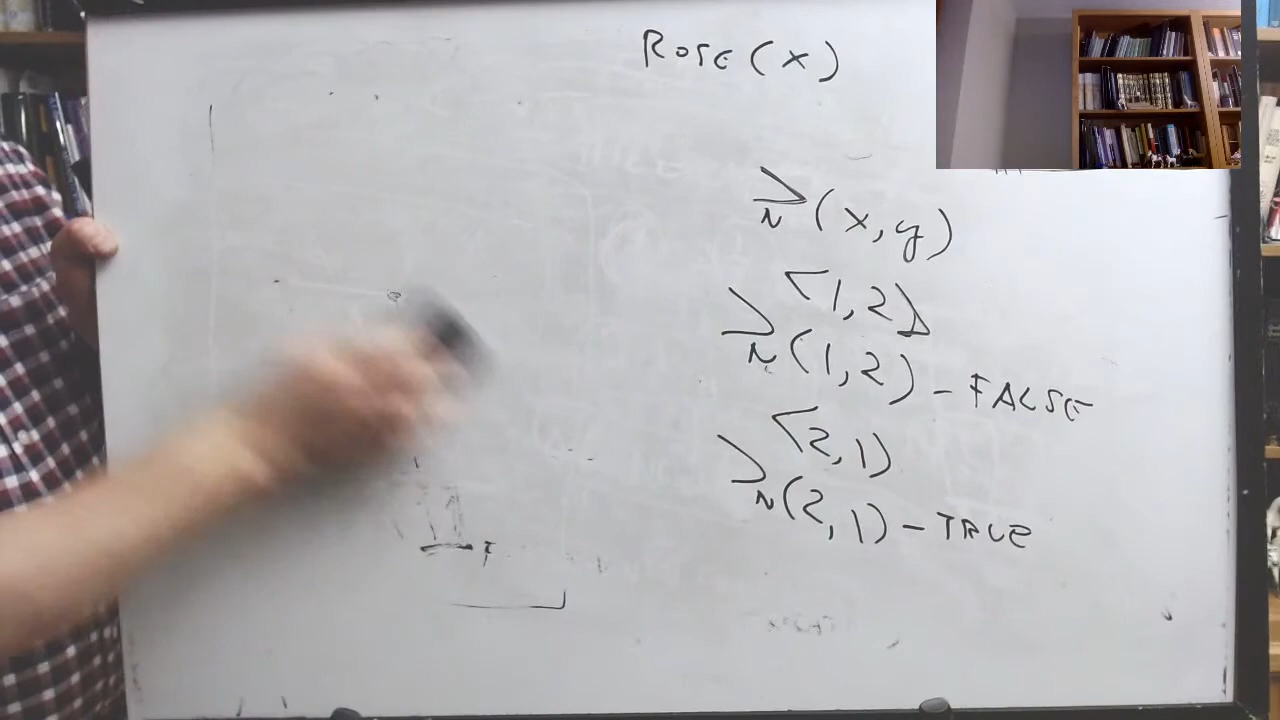 ROSE(x)
>N(x,y)
<1,2>
>N(1,2) – FALSE
<2,1)
>N(2,1) – TRUE